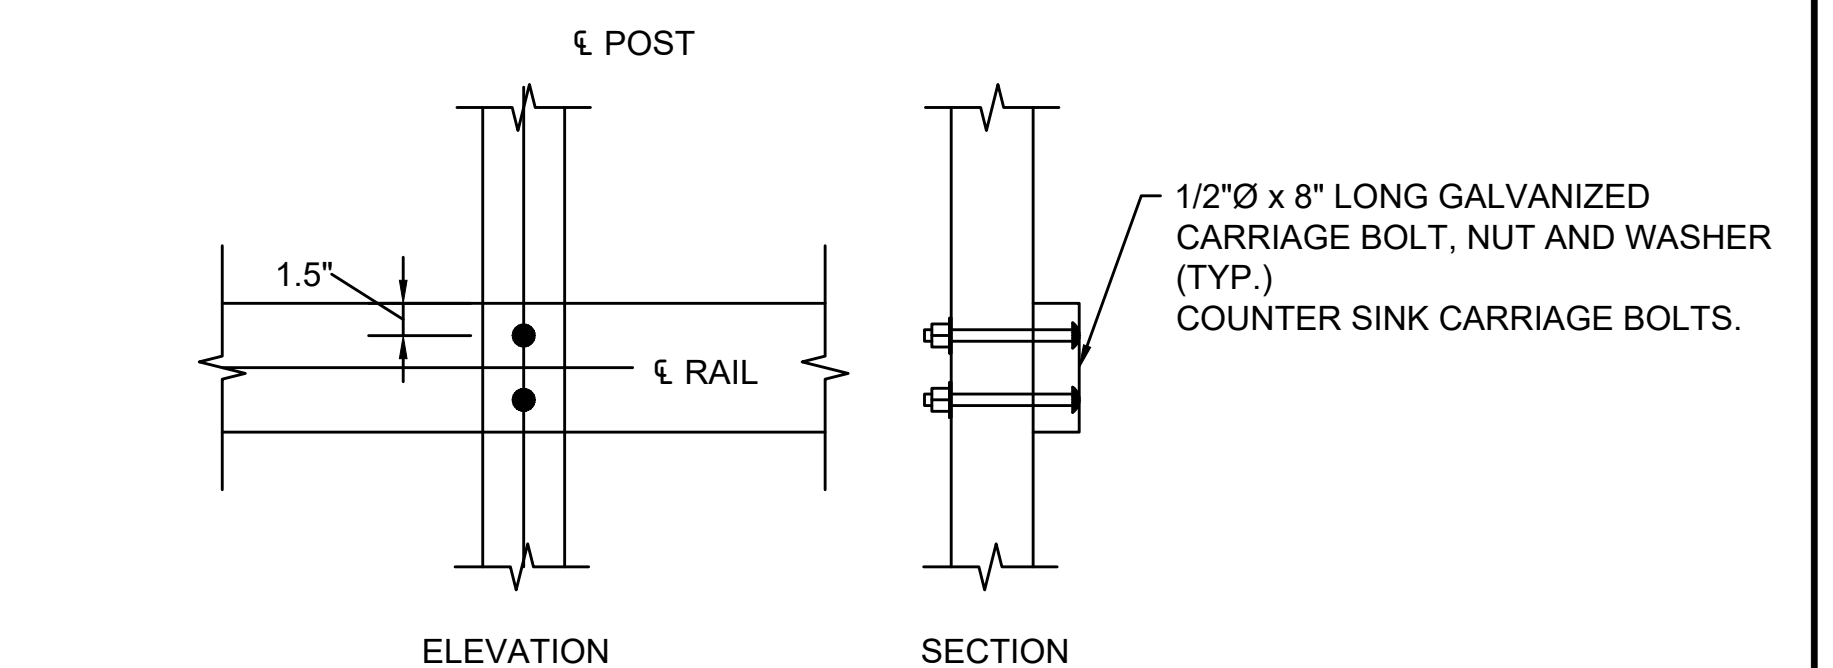 ℄ POST
1.5"
℄ RAIL
1/2"Ø x 8" LONG GALVANIZED
CARRIAGE BOLT, NUT AND WASHER
(TYP.)
COUNTER SINK CARRIAGE BOLTS.
ELEVATION
SECTION